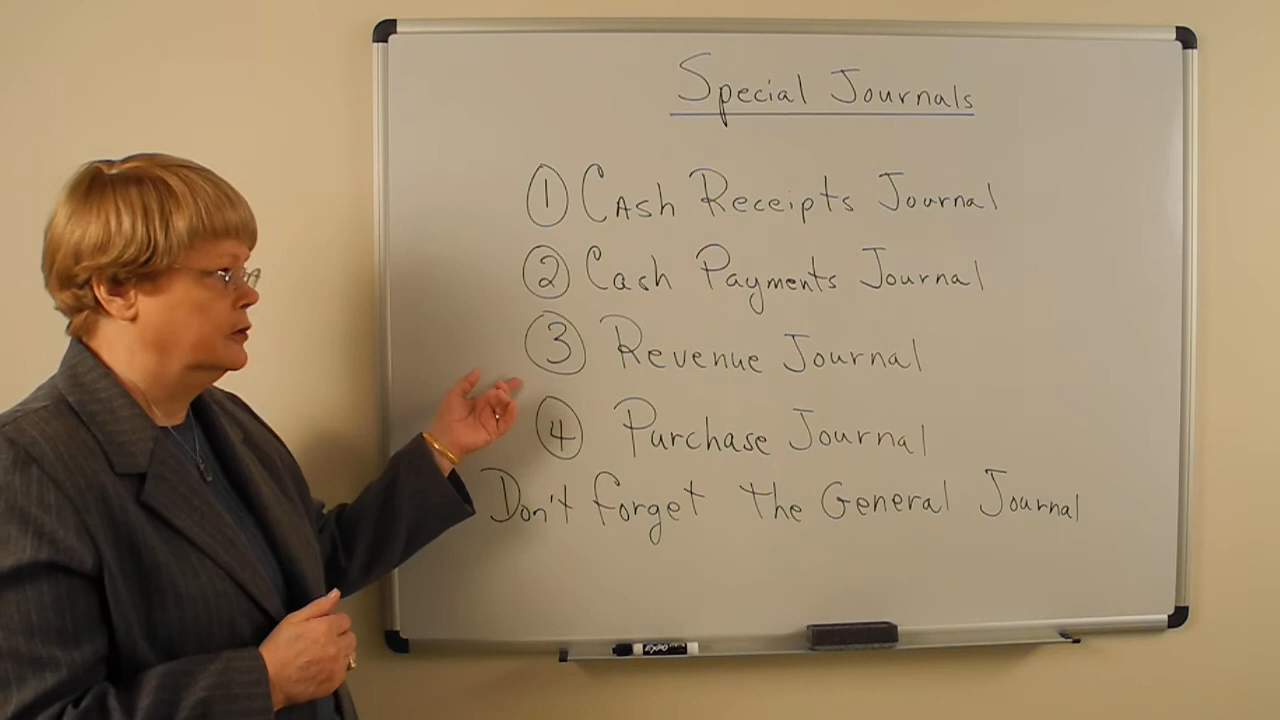 Special Journals
① Cash Receipts Journal
② Cash Payments Journal
③ Revenue Journal
④ Purchase Journal
Don't forget the General Journal
EXPO